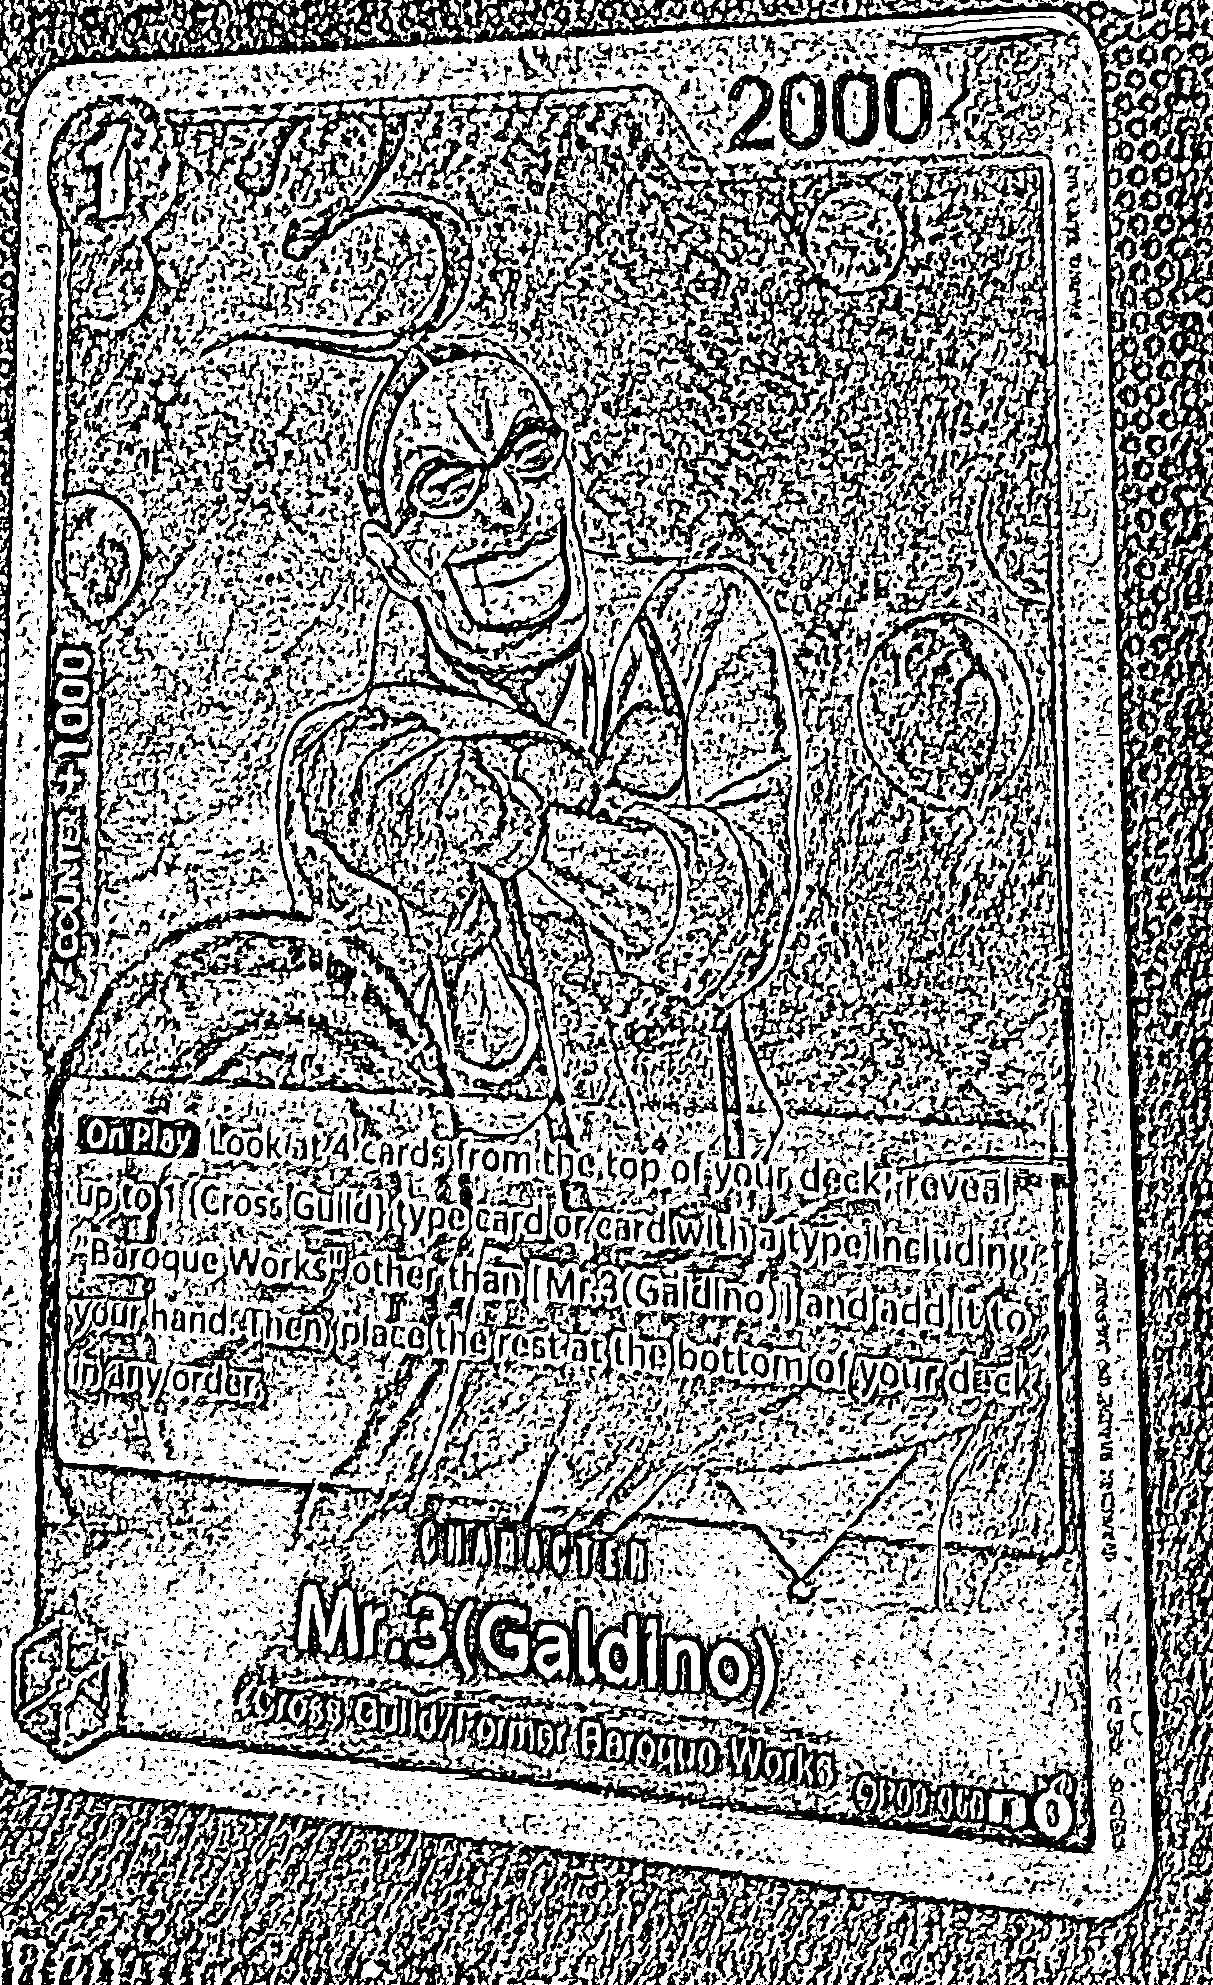 1
2000
COUNTER +1000
On Play Look at 4 cards from the top of your deck; reveal
up to 1 {Cross Guild} type card or card with a type including
"Baroque Works" other than [Mr.3(Galdino)] and add it to
your hand. Then, place the rest at the bottom of your deck
in any order.
CHARACTER
Mr.3(Galdino)
Cross Guild/Former Baroque Works